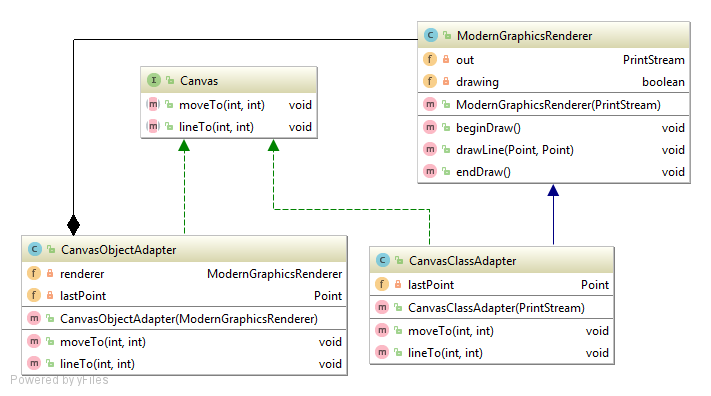 ModernGraphicsRenderer
out PrintStream
drawing boolean
ModernGraphicsRenderer(PrintStream)
beginDraw() void
drawLine(Point, Point) void
endDraw() void
I Canvas
m moveTo(int, int) void
m lineTo(int, int) void
C CanvasObjectAdapter
f renderer ModernGraphicsRenderer
f lastPoint Point
m CanvasObjectAdapter(ModernGraphicsRenderer)
m moveTo(int, int) void
m lineTo(int, int) void
C CanvasClassAdapter
f lastPoint Point
m CanvasClassAdapter(PrintStream)
m moveTo(int, int) void
m lineTo(int, int) void
Powered by yFiles